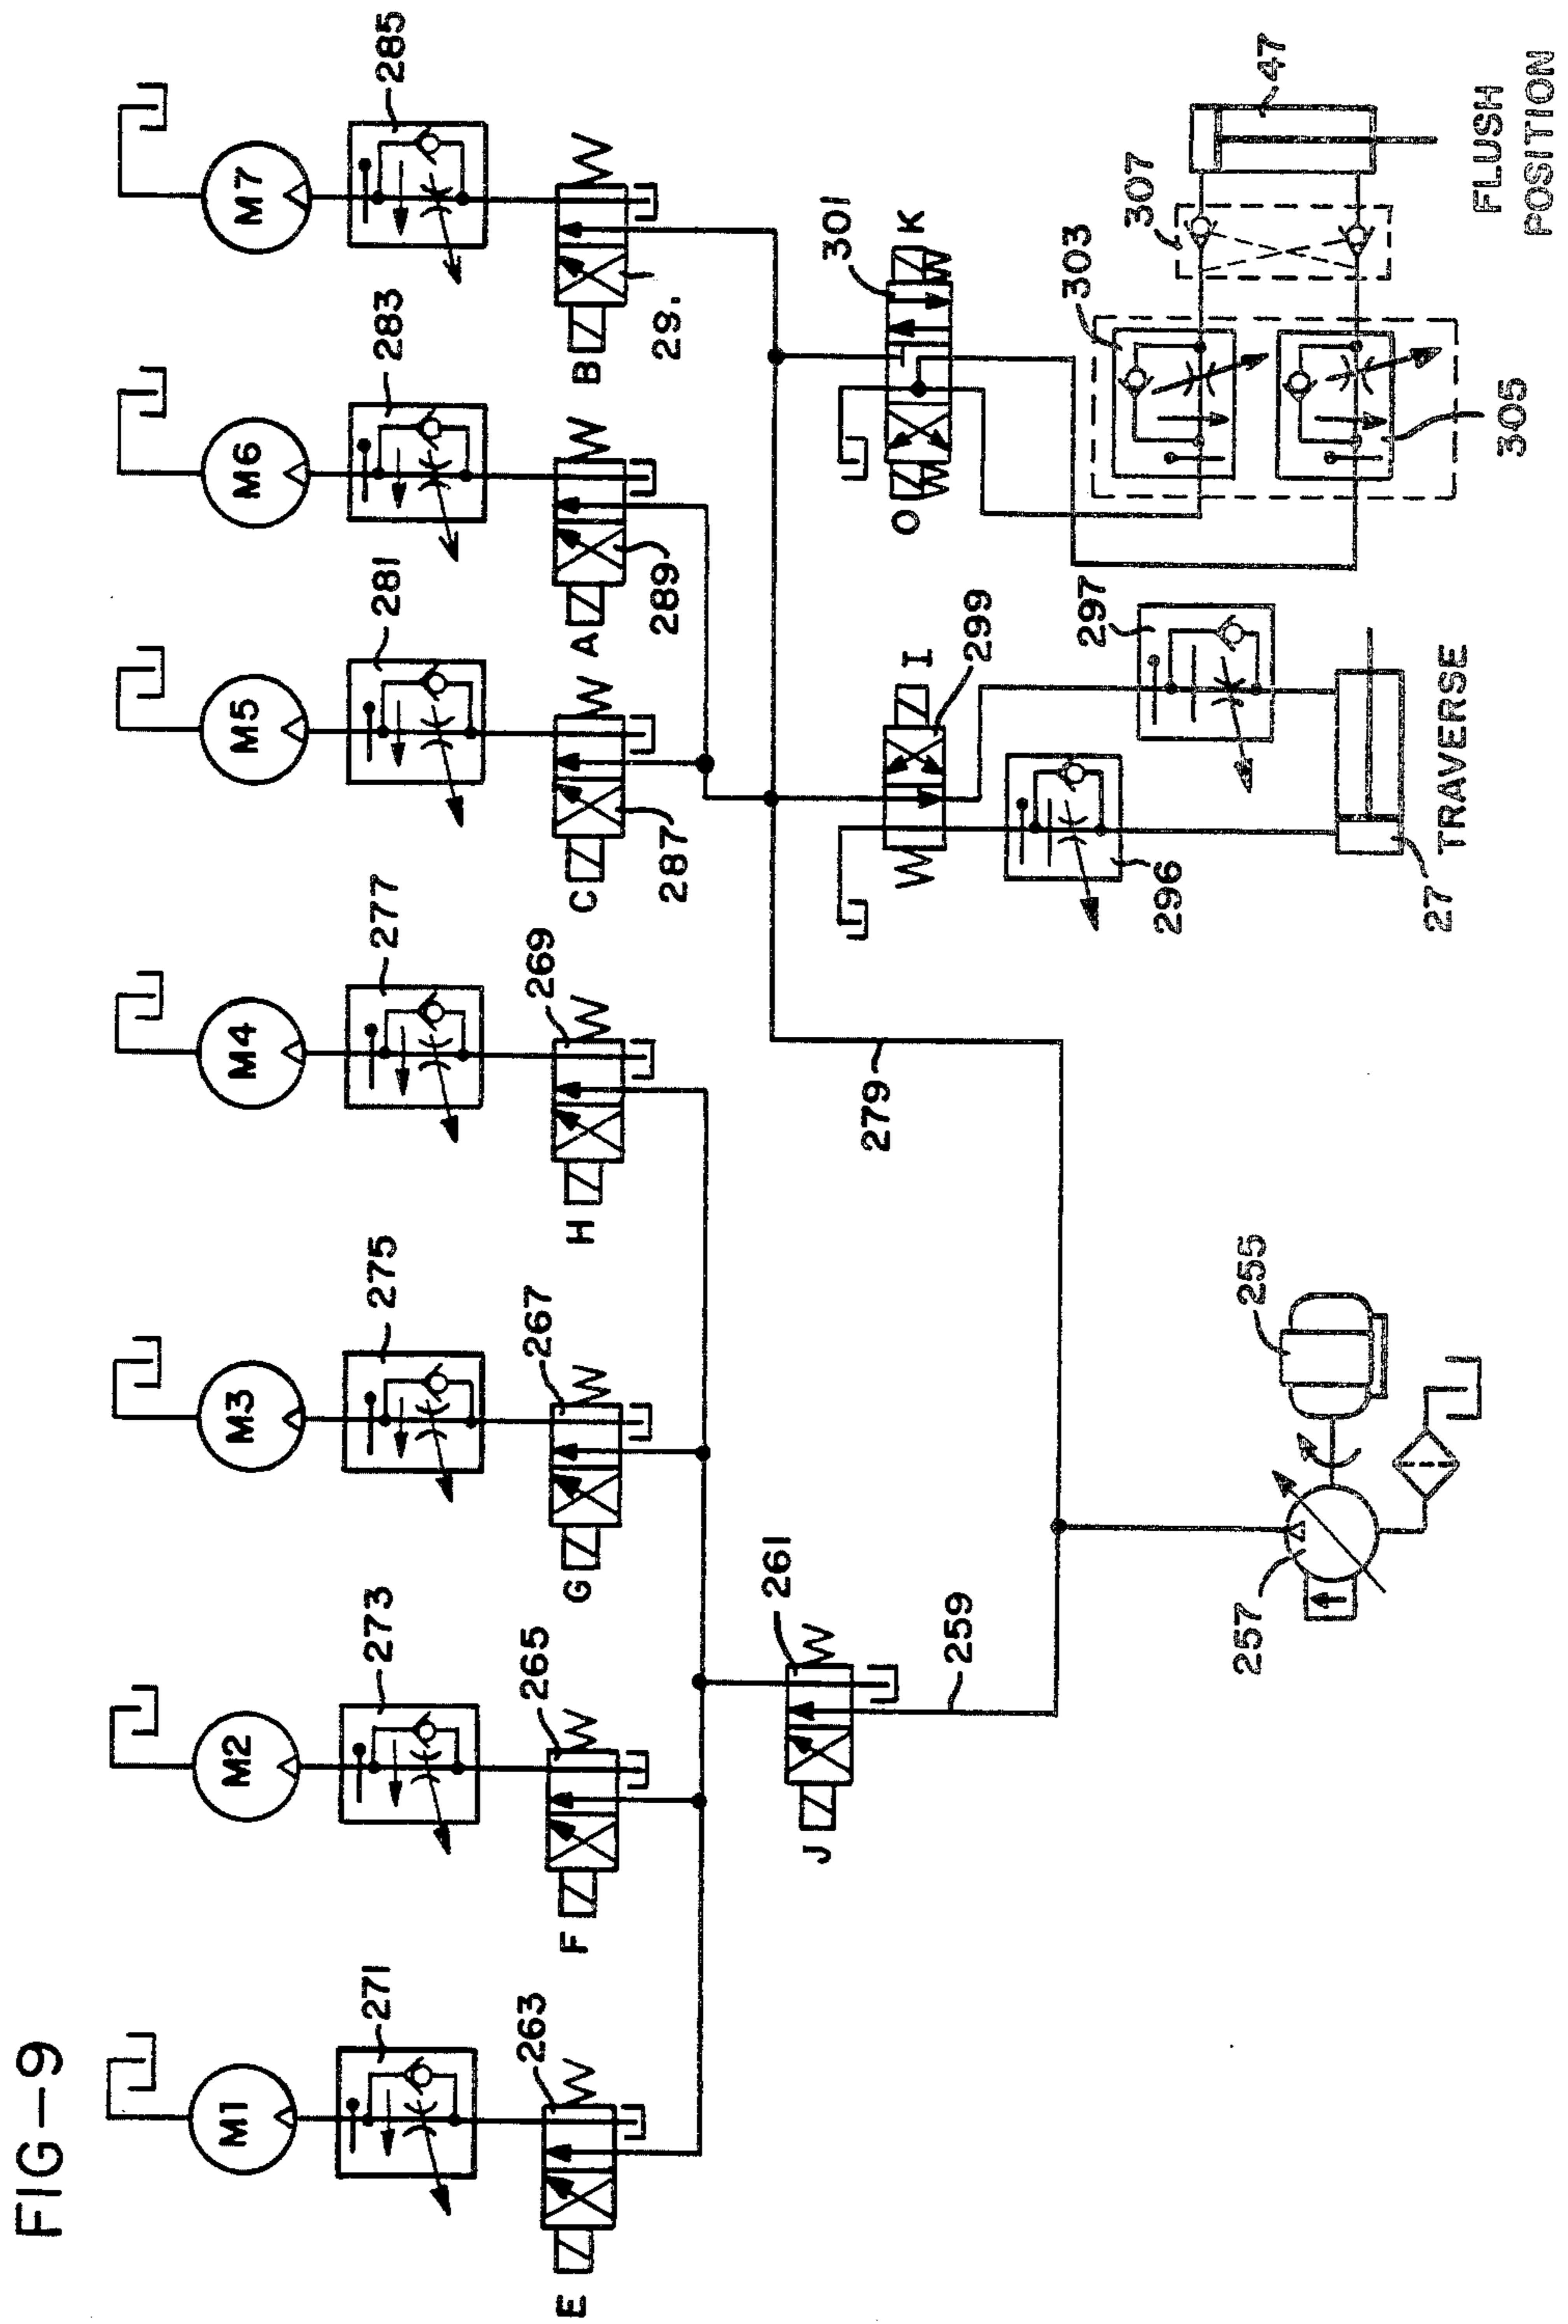 FIG-9
M1
M2
M3
M4
M5
M6
M7
271
273
275
277
281
283
285
263
265
267
269
E
F
G
H
C
A
B
287
289
29.
J
261
259
279
I
299
296
297
27
TRAVERSE
O
301
K
303
305
307
47
FLUSH
POSITION
257
255